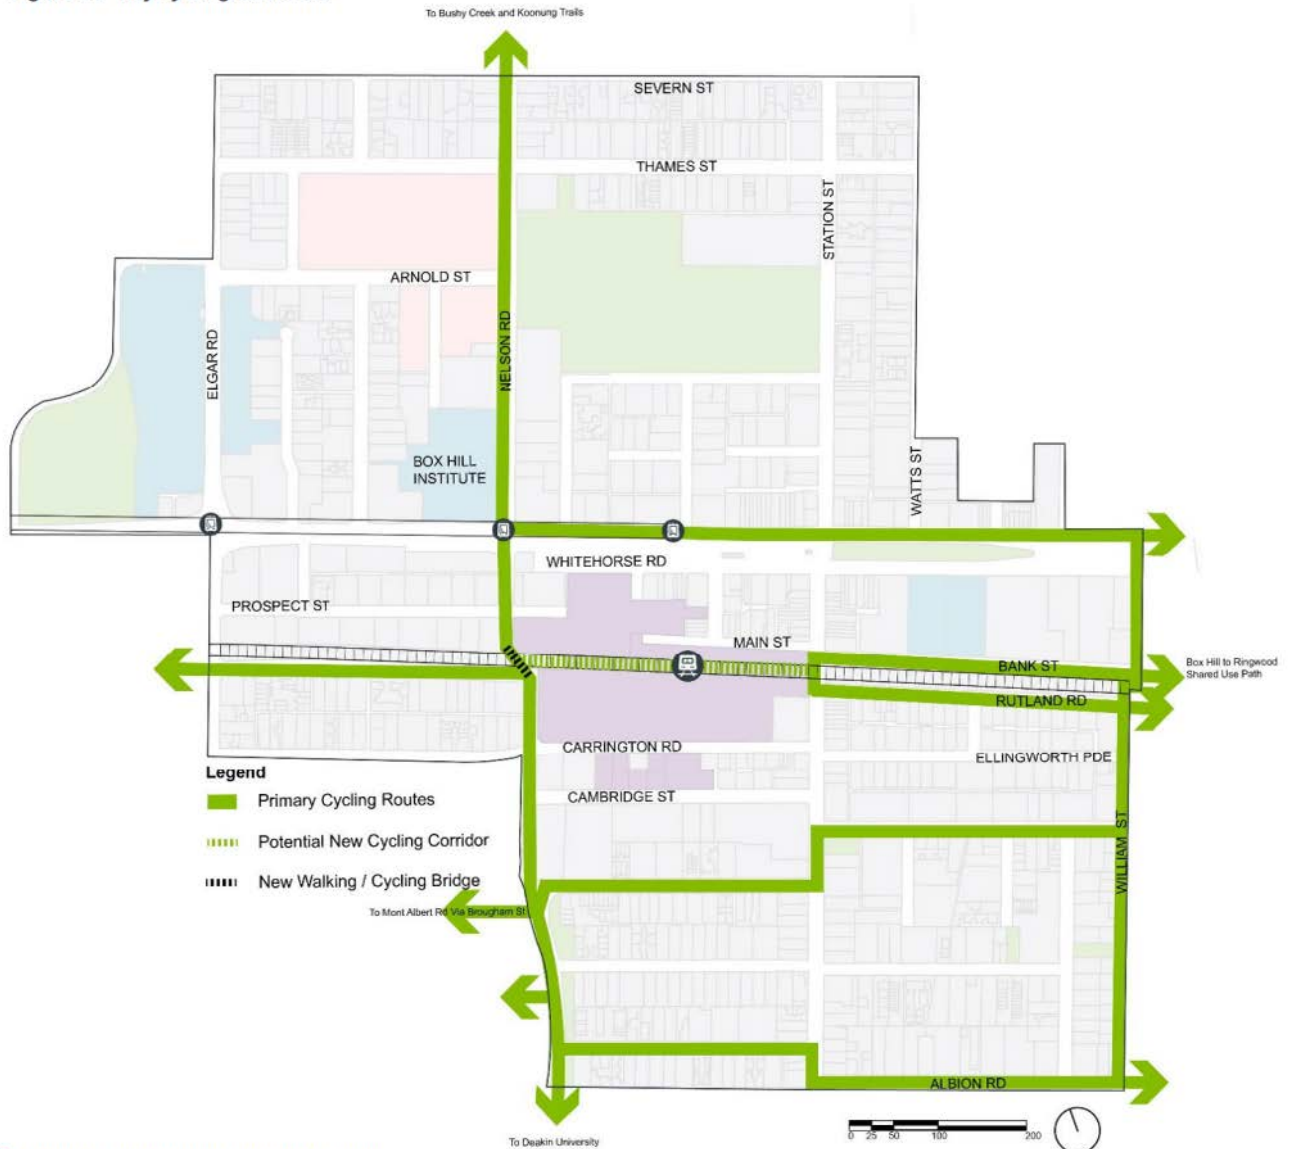 To Bushy Creek and Koonung Trails
SEVERN ST
THAMES ST
STATION ST
ARNOLD ST
NELSON RD
ELGAR RD
BOX HILL
INSTITUTE
WATTS ST
WHITEHORSE RD
PROSPECT ST
MAIN ST
BANK ST
Box Hill to Ringwood
Shared Use Path
RUTLAND RD
CARRINGTON RD
ELLINGWORTH PDE
Legend
CAMBRIDGE ST
Primary Cycling Routes
Potential New Cycling Corridor
WILLIAM ST
New Walking / Cycling Bridge
To Mont Albert Rd Via Brougham St
ALBION RD
0 25 50 100 200
To Deakin University